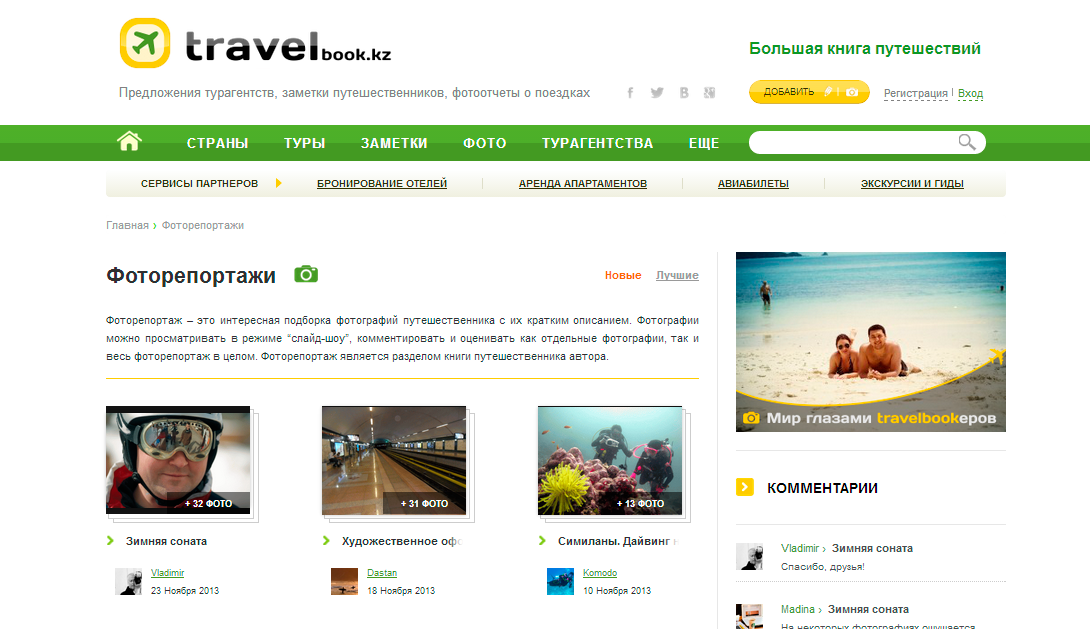 travelbook.kz
Большая книга путешествий
Предложения турагентств, заметки путешественников, фотоотчеты о поездках
ДОБАВИТЬ
Регистрация | Вход
СТРАНЫ ТУРЫ ЗАМЕТКИ ФОТО ТУРАГЕНТСТВА ЕЩЕ
СЕРВИСЫ ПАРТНЕРОВ БРОНИРОВАНИЕ ОТЕЛЕЙ АРЕНДА АПАРТАМЕНТОВ АВИАБИЛЕТЫ ЭКСКУРСИИ И ГИДЫ
Главная › Фоторепортажи
Фоторепортажи
Новые Лучшие
Фоторепортаж – это интересная подборка фотографий путешественника с их кратким описанием. Фотографии
можно просматривать в режиме “слайд-шоу”, комментировать и оценивать как отдельные фотографии, так и
весь фоторепортаж в целом. Фоторепортаж является разделом книги путешественника автора.
+ 32 ФОТО
+ 31 ФОТО
+ 13 ФОТО
Зимняя соната
Художественное оф
Симиланы. Дайвинг
Vladimir
23 Ноября 2013
Dastan
18 Ноября 2013
Komodo
10 Ноября 2013
Мир глазами travelbookеров
КОММЕНТАРИИ
Vladimir › Зимняя соната
Спасибо, друзья!
Madina › Зимняя соната
На некоторых фотографиях ощущается